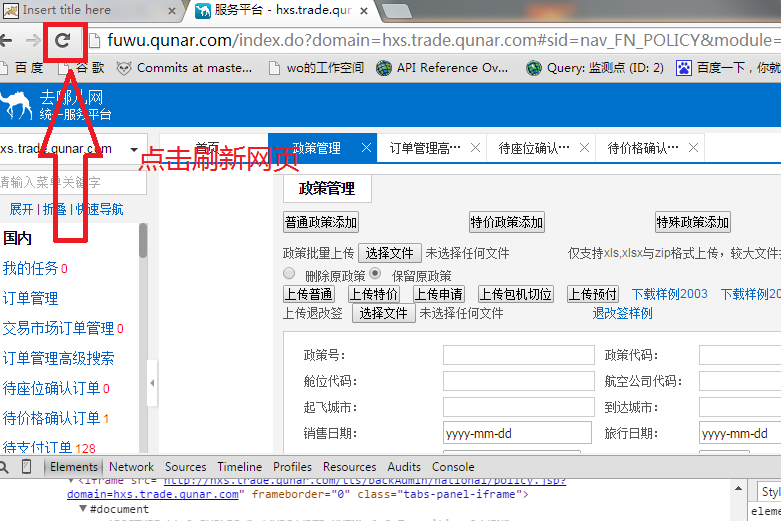 Insert title here
服务平台 - hxs.trade.qunar
fuwu.qunar.com/index.do?domain=hxs.trade.qunar.com#sid=nav_FN_POLICY&module=
百度 谷歌 Commits at maste... wo的工作空间 API Reference Ov... Query: 监测点 (ID: 2) 百度一下，你就
去哪儿网
统一服务平台
xs.trade.qunar.com
首页 政策管理 订单管理高... 待座位确认... 待价格确认...
点击刷新网页
请输入菜单关键字
展开 | 折叠 | 快速导航
政策管理
普通政策添加 特价政策添加 特殊政策添加
国内
政策批量上传 选择文件 未选择任何文件 仅支持xls,xlsx与zip格式上传，较大文件
我的任务 0
删除原政策 保留原政策
上传普通 上传特价 上传申请 上传包机切位 上传预付 下载样例2003 下载样例20
订单管理
上传退改签 选择文件 未选择任何文件 退改签样例
交易市场订单管理 0
政策号： 政策代码：
订单管理高级搜索
舱位代码： 航空公司代码：
待座位确认订单 0
起飞城市： 到达城市：
待价格确认订单 1
销售日期： yyyy-mm-dd 旅行日期： yyyy-mm-dd
待支付订单 128
Elements Network Sources Timeline Profiles Resources Audits Console
<iframe src="http://hxs.trade.qunar.com/tts/backAdmin/national/policy.jsp?
domain=hxs.trade.qunar.com" frameborder="0" class="tabs-panel-iframe">
#document
Styl
eleme